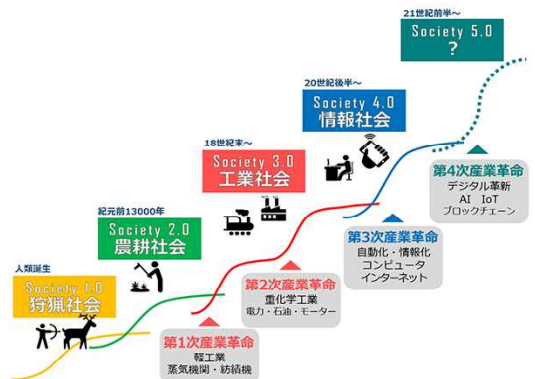 人類誕生
Society 1.0
狩猟社会
紀元前13000年
Society 2.0
農耕社会
18世紀末～
Society 3.0
工業社会
20世紀後半～
Society 4.0
情報社会
21世紀前半～
Society 5.0
?
第1次産業革命
軽工業
蒸気機関・紡績機
第2次産業革命
重化学工業
電力・石油・モーター
第3次産業革命
自動化・情報化
コンピュータ
インターネット
第4次産業革命
デジタル革新
AI IoT
ブロックチェーン